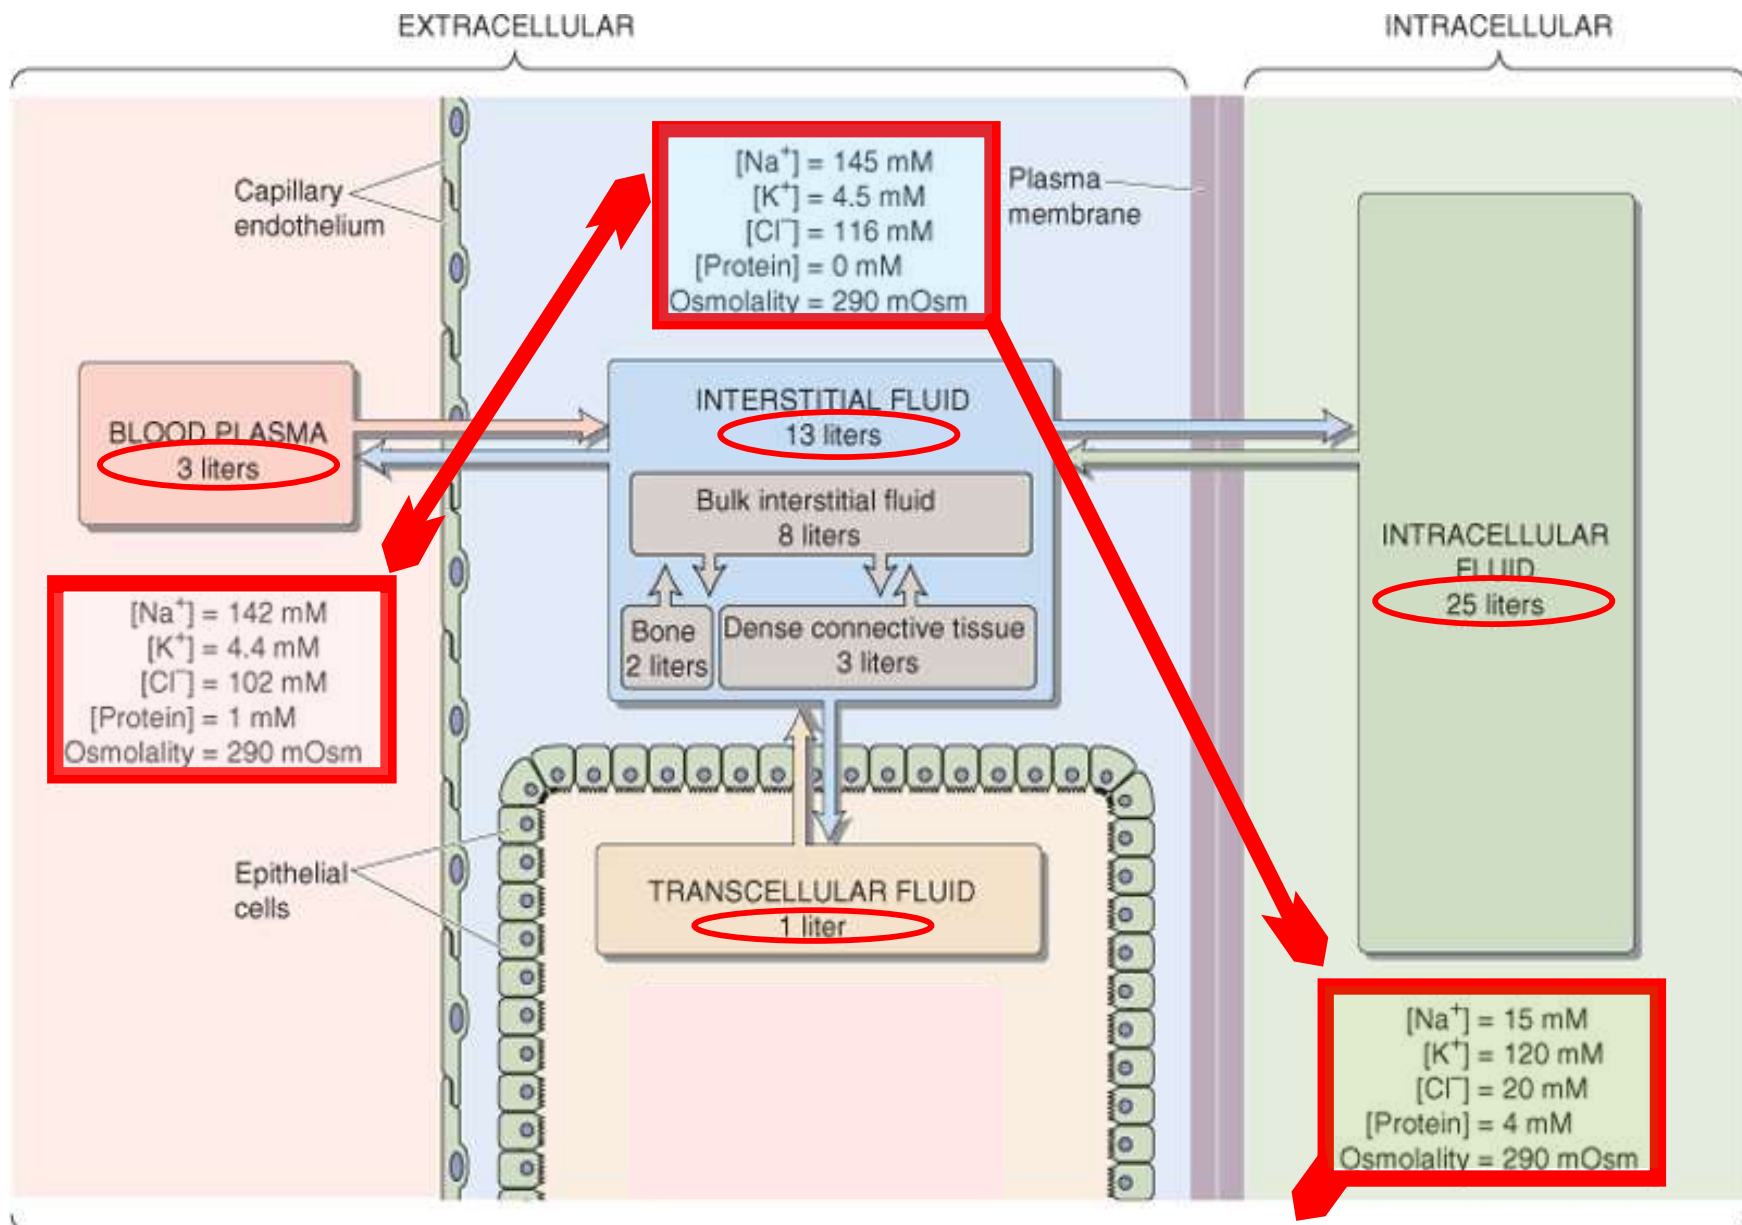 EXTRACELLULAR
INTRACELLULAR
Capillary
endothelium
[Na⁺] = 145 mM
[K⁺] = 4.5 mM
[Cl⁻] = 116 mM
[Protein] = 0 mM
Osmolality = 290 mOsm
Plasma
membrane
BLOOD PLASMA
3 liters
INTERSTITIAL FLUID
13 liters
Bulk interstitial fluid
8 liters
Bone
2 liters
Dense connective tissue
3 liters
INTRACELLULAR
FLUID
25 liters
[Na⁺] = 142 mM
[K⁺] = 4.4 mM
[Cl⁻] = 102 mM
[Protein] = 1 mM
Osmolality = 290 mOsm
Epithelial
cells
TRANSCELLULAR FLUID
1 liter
[Na⁺] = 15 mM
[K⁺] = 120 mM
[Cl⁻] = 20 mM
[Protein] = 4 mM
Osmolality = 290 mOsm